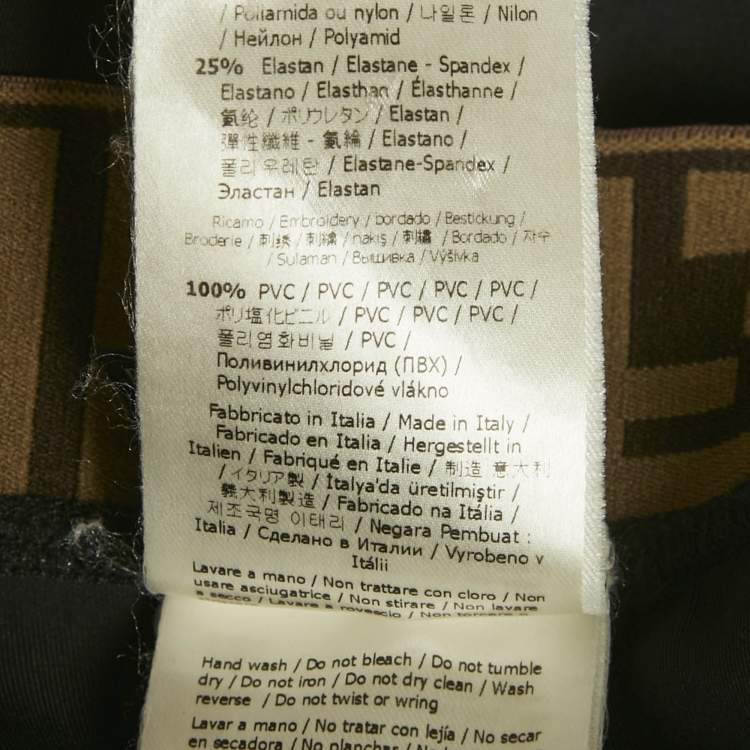 / Poliamida ou nylon / 나일론 / Nilon
/ Нейлон / Polyamid
25% Elastan / Elastane - Spandex /
Elastano / Elasthan / Élasthanne /
氨纶 / ポリウレタン / Elastan /
彈性纖維 - 氨綸 / Elastano /
폴리우레탄 / Elastane-Spandex /
Эластан / Elastan
Ricamo / Embroidery / bordado / Bestickung /
Broderie / 刺绣 / 刺繍 / nakış / 刺繡 / Bordado / 자수
/ Sulaman / Вышивка / Výšivka
100% PVC / PVC / PVC / PVC / PVC /
ポリ塩化ビニル / PVC / PVC / PVC /
폴리염화비닐 / PVC /
Поливинилхлорид (ПВХ) /
Polyvinylchloridové vlákno
Fabbricato in Italia / Made in Italy /
Fabricado en Italia / Hergestellt in
Italien / Fabriqué en Italie / 制造 意大利
/ イタリア製 / İtalya'da üretilmiştir /
義大利製造 / Fabricado na Itália /
제조국명 이태리 / Negara Pembuat :
Italia / Сделано в Италии / Vyrobeno v
Itálii
Lavare a mano / Non trattare con cloro / Non
usare asciugatrice / Non stirare / Non lavare
a secco / Lavare a rovescio / Non torcere o
Hand wash / Do not bleach / Do not tumble
dry / Do not iron / Do not dry clean / Wash
reverse / Do not twist or wring
Lavar a mano / No tratar con lejía / No secar
en secadora / No planchar / No